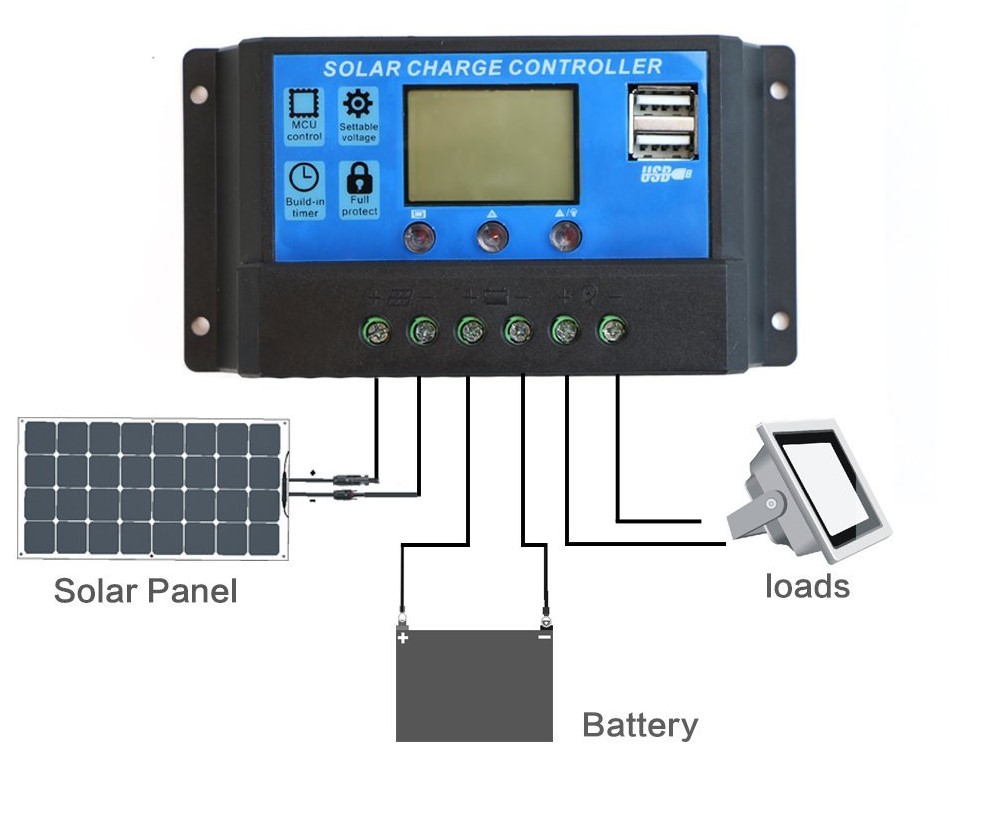 SOLAR CHARGE CONTROLLER
MCU
control
Settable
voltage
Build-in
timer
Full
protect
USB
+ - + - + -
+
-
Solar Panel
loads
+ -
Battery